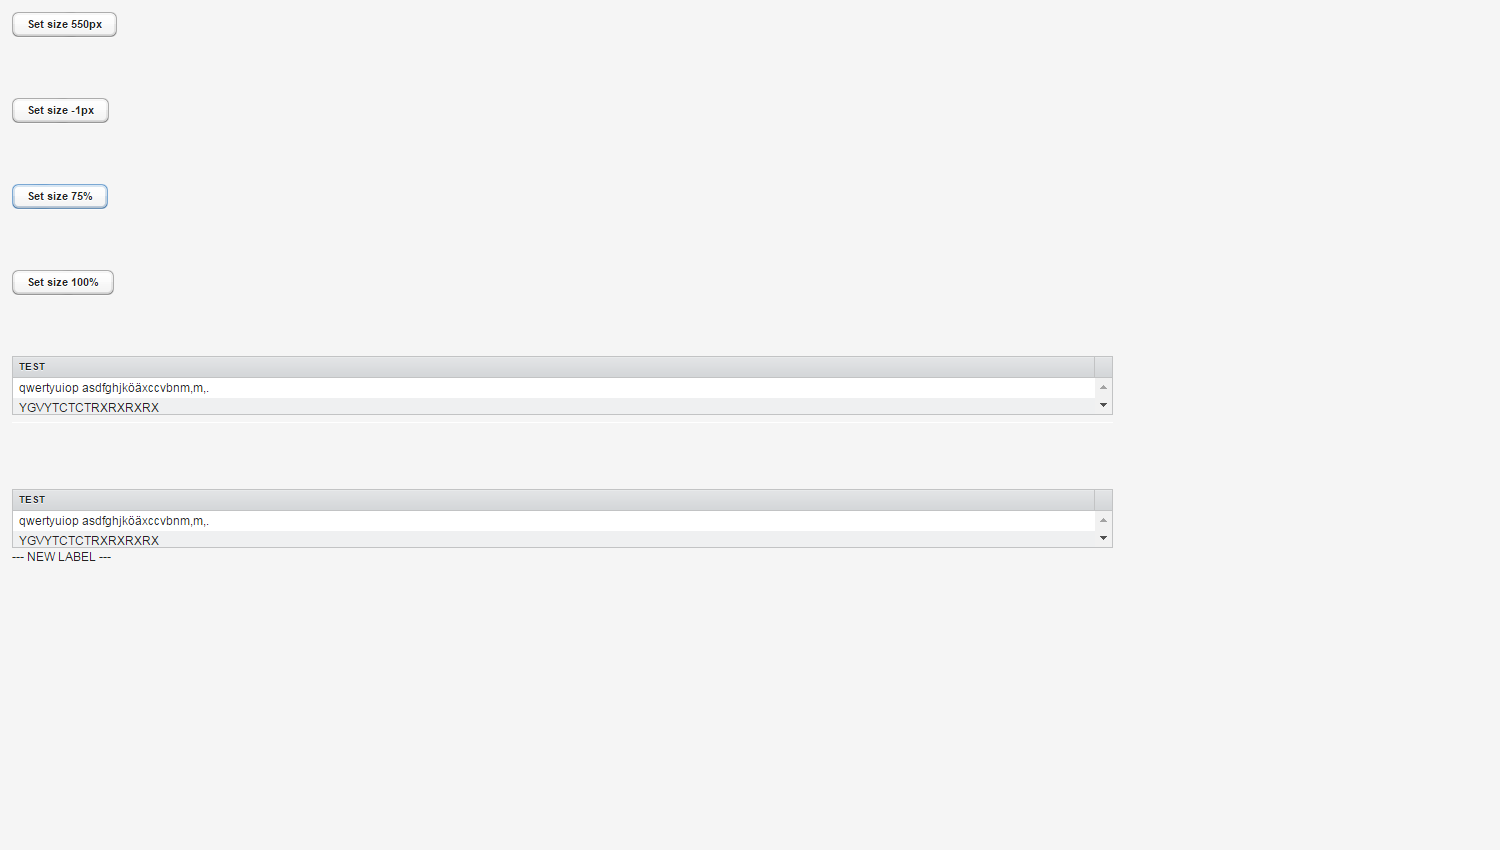 Set size 550px
Set size -1px
Set size 75%
Set size 100%
TEST
qwertyuiop asdfghjköäxccvbnm,m,.
YGVYTCTCTRXRXRXRX
TEST
qwertyuiop asdfghjköäxccvbnm,m,.
YGVYTCTCTRXRXRXRX
--- NEW LABEL ---